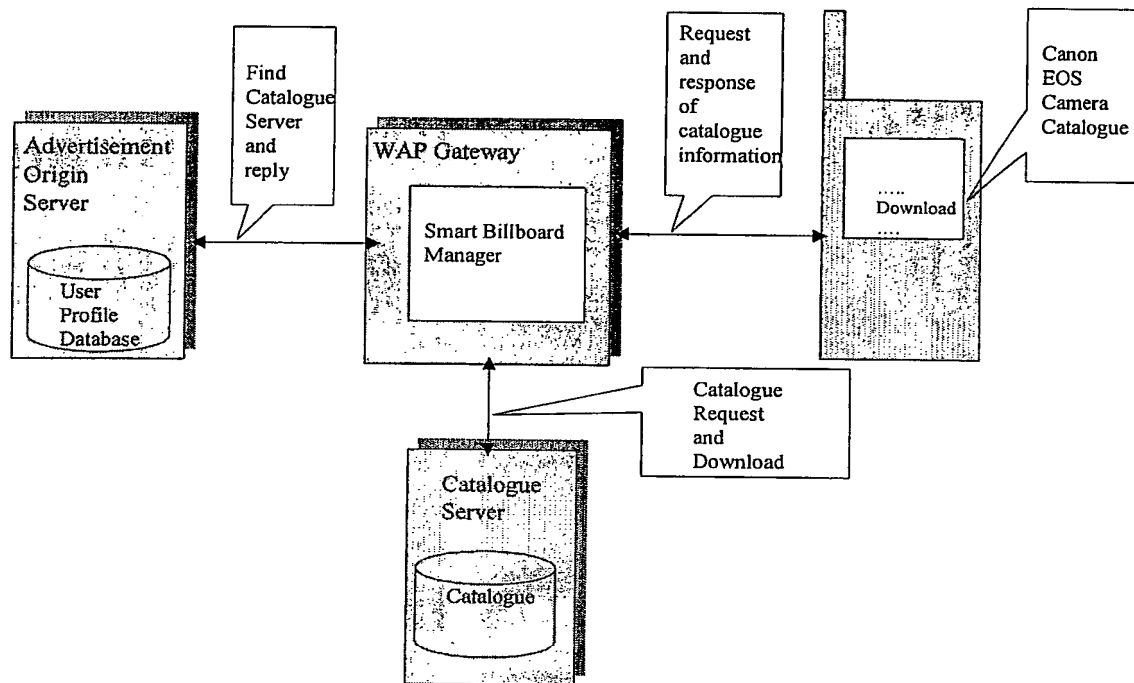 Find
Catalogue
Server
and
reply
Request
and
response
of
catalogue
information
Canon
EOS
Camera
Catalogue
Advertisement
Origin
Server
User
Profile
Database
WAP Gateway
Smart Billboard
Manager
.....
Download
....
Catalogue
Request
and
Download
Catalogue
Server
Catalogue